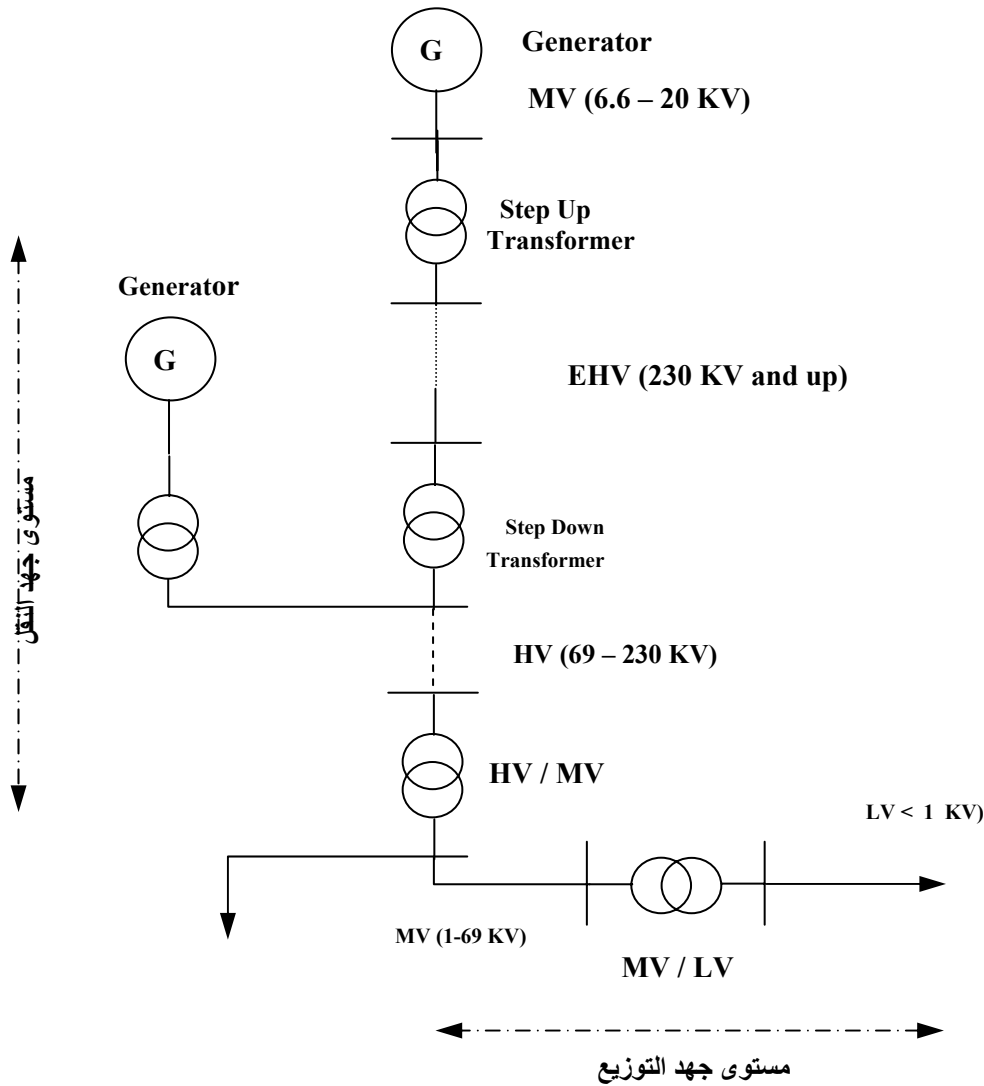 G
Generator
MV (6.6 – 20 KV)
Step Up
Transformer
Generator
G
EHV (230 KV and up)
مستوى جهد النقل
Step Down
Transformer
HV (69 – 230 KV)
HV / MV
LV < 1 KV)
MV (1-69 KV)
MV / LV
مستوى جهد التوزيع